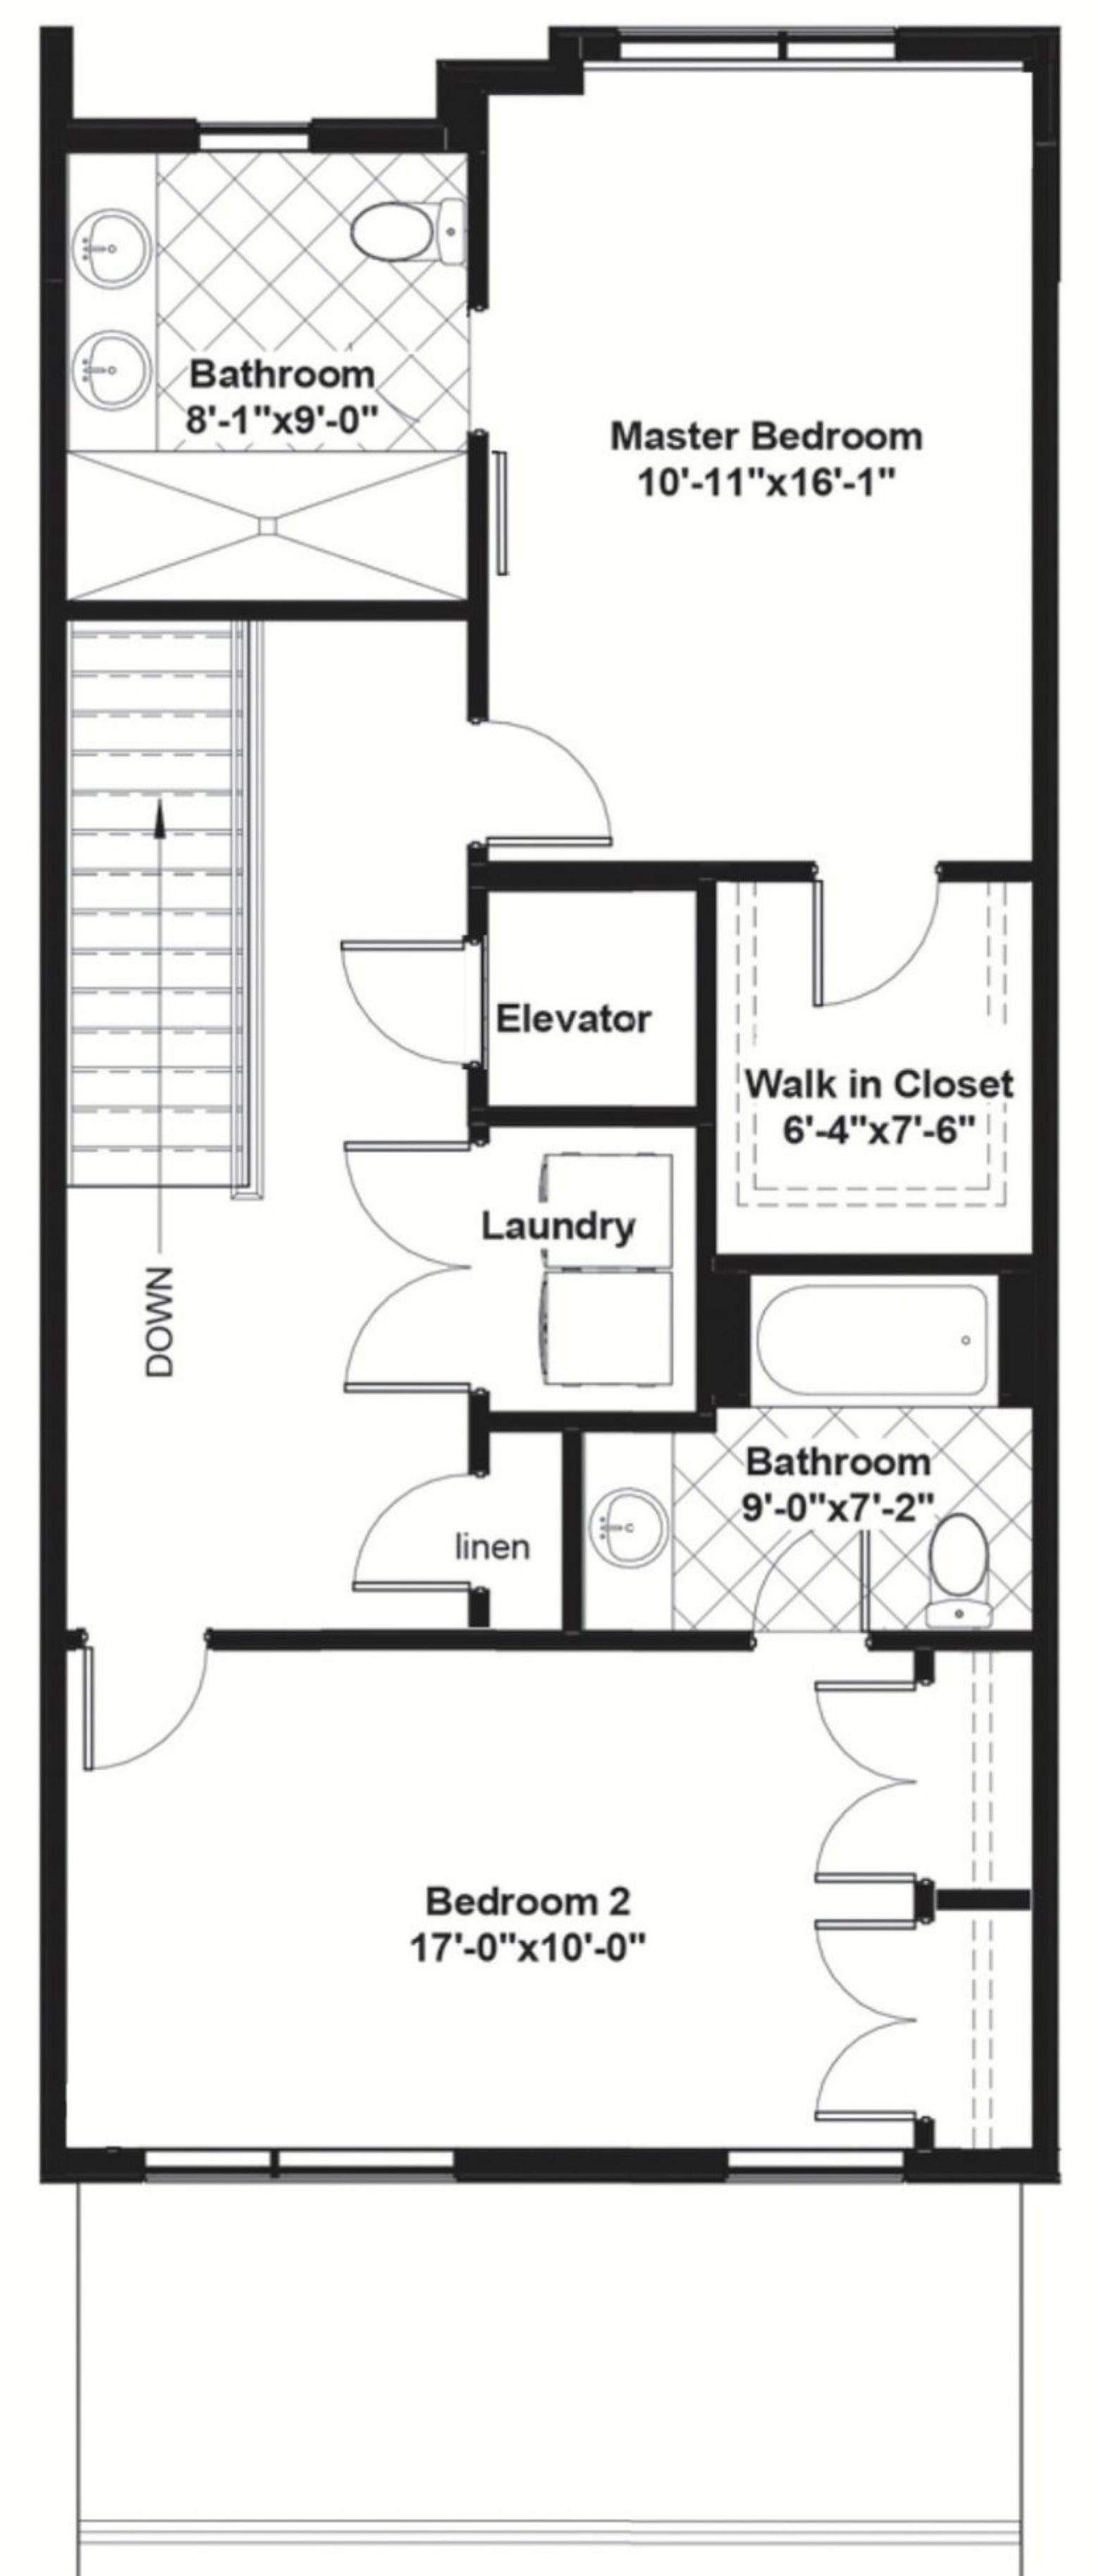 Bathroom
8'-1"x9'-0"
Master Bedroom
10'-11"x16'-1"
Elevator
Walk in Closet
6'-4"x7'-6"
Laundry
DOWN
Bathroom
9'-0"x7'-2"
linen
Bedroom 2
17'-0"x10'-0"